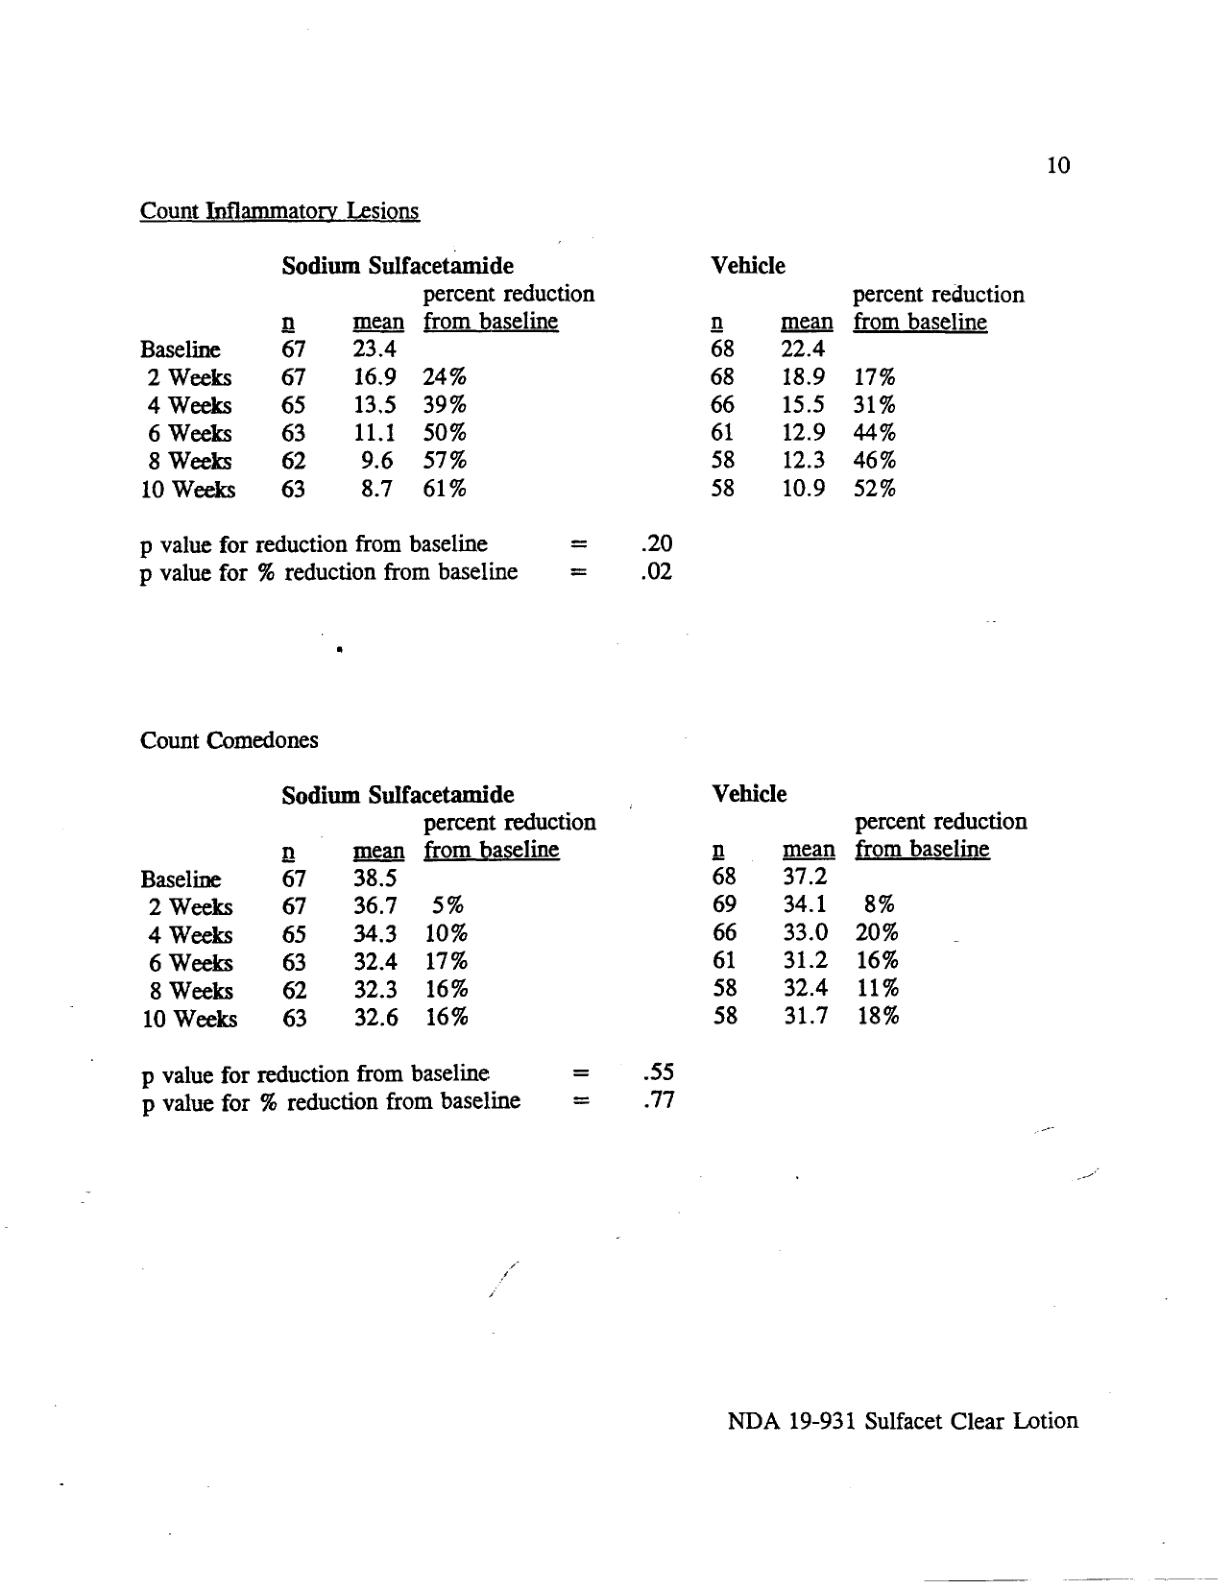 10
Count Inflammatory Lesions
Sodium Sulfacetamide Vehicle
percent reduction percent reduction
n mean from baseline n mean from baseline
Baseline 67 23.4 68 22.4
2 Weeks 67 16.9 24% 68 18.9 17%
4 Weeks 65 13.5 39% 66 15.5 31%
6 Weeks 63 11.1 50% 61 12.9 44%
8 Weeks 62 9.6 57% 58 12.3 46%
10 Weeks 63 8.7 61% 58 10.9 52%
p value for reduction from baseline = .20
p value for % reduction from baseline = .02
Count Comedones
Sodium Sulfacetamide Vehicle
percent reduction percent reduction
n mean from baseline n mean from baseline
Baseline 67 38.5 68 37.2
2 Weeks 67 36.7 5% 69 34.1 8%
4 Weeks 65 34.3 10% 66 33.0 20%
6 Weeks 63 32.4 17% 61 31.2 16%
8 Weeks 62 32.3 16% 58 32.4 11%
10 Weeks 63 32.6 16% 58 31.7 18%
p value for reduction from baseline = .55
p value for % reduction from baseline = .77
NDA 19-931 Sulfacet Clear Lotion